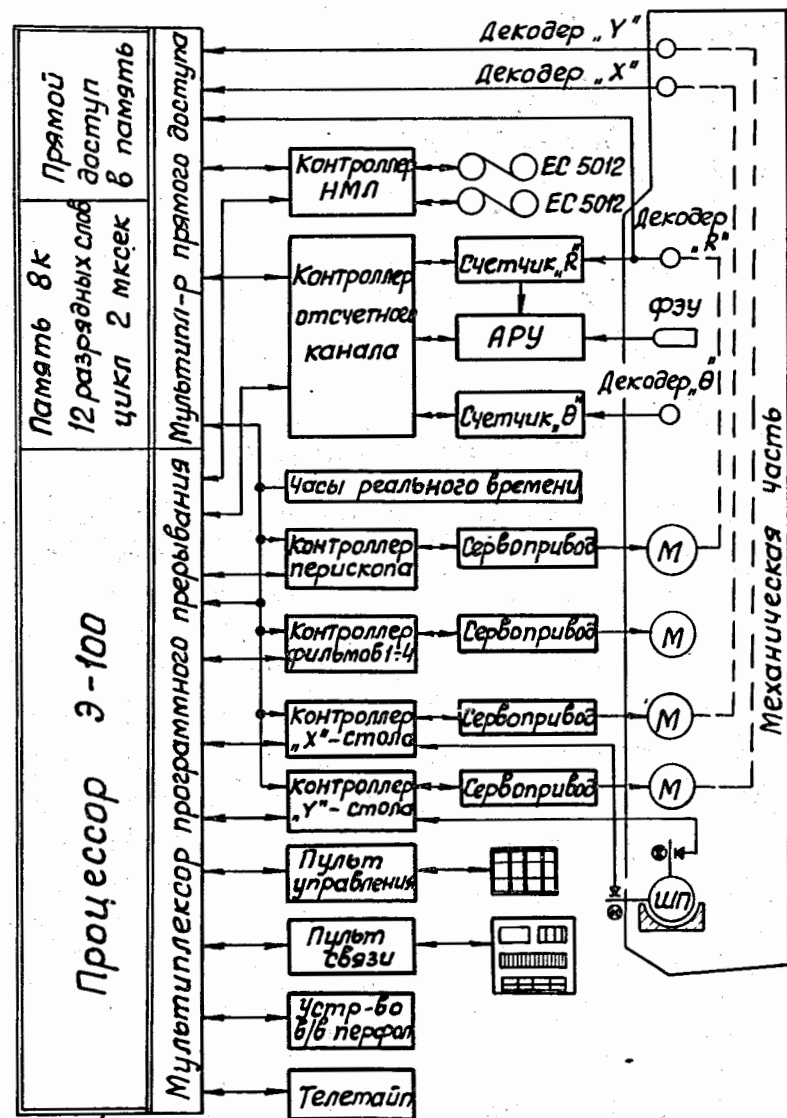 Прямой
доступ
в память
Память 8к
12 разрядных слов
цикл 2 мксек
Процессор Э-100
Мультипл-р прямого доступа
Мультиплексор программного прерывания
Декодер „Y"
Декодер „X"
Контроллер
НМЛ
ЕС 5012
ЕС 5012
Декодер
„R"
Контроллер
отсчетного
канала
Счетчик„R"
АРУ
ФЭУ
Декодер„θ"
Счетчик„θ"
Часы реального времени
Контроллер
перископа
Сервопривод
М
Контроллер
фильмов1÷4
Сервопривод
М
Контроллер
„X"-стола
Сервопривод
М
Контроллер
„Y"-стола
Сервопривод
М
Механическая часть
Пульт
управления
ШП
Пульт
связи
Устр-во
в/в перфол
Телетайп